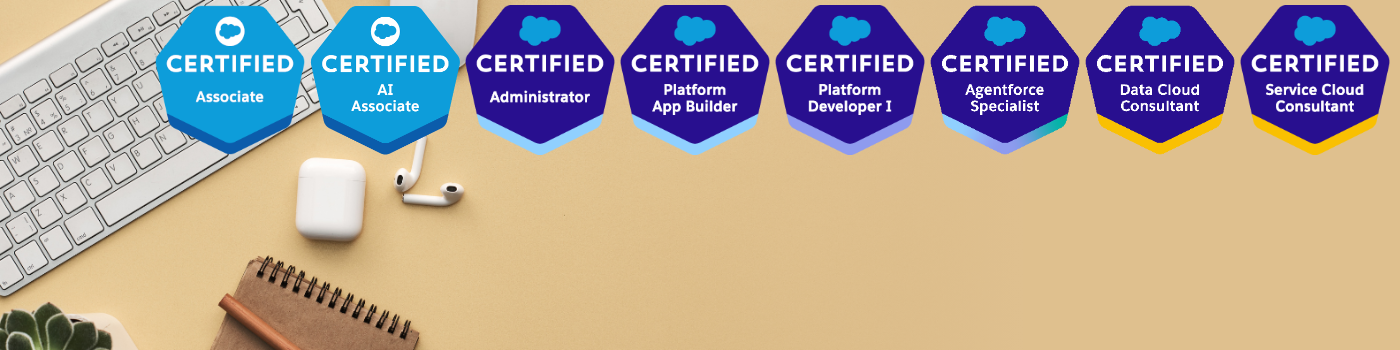 CERTIFIED
Associate
CERTIFIED
AI
Associate
CERTIFIED
Administrator
CERTIFIED
Platform
App Builder
CERTIFIED
Platform
Developer I
CERTIFIED
Agentforce
Specialist
CERTIFIED
Data Cloud
Consultant
CERTIFIED
Service Cloud
Consultant